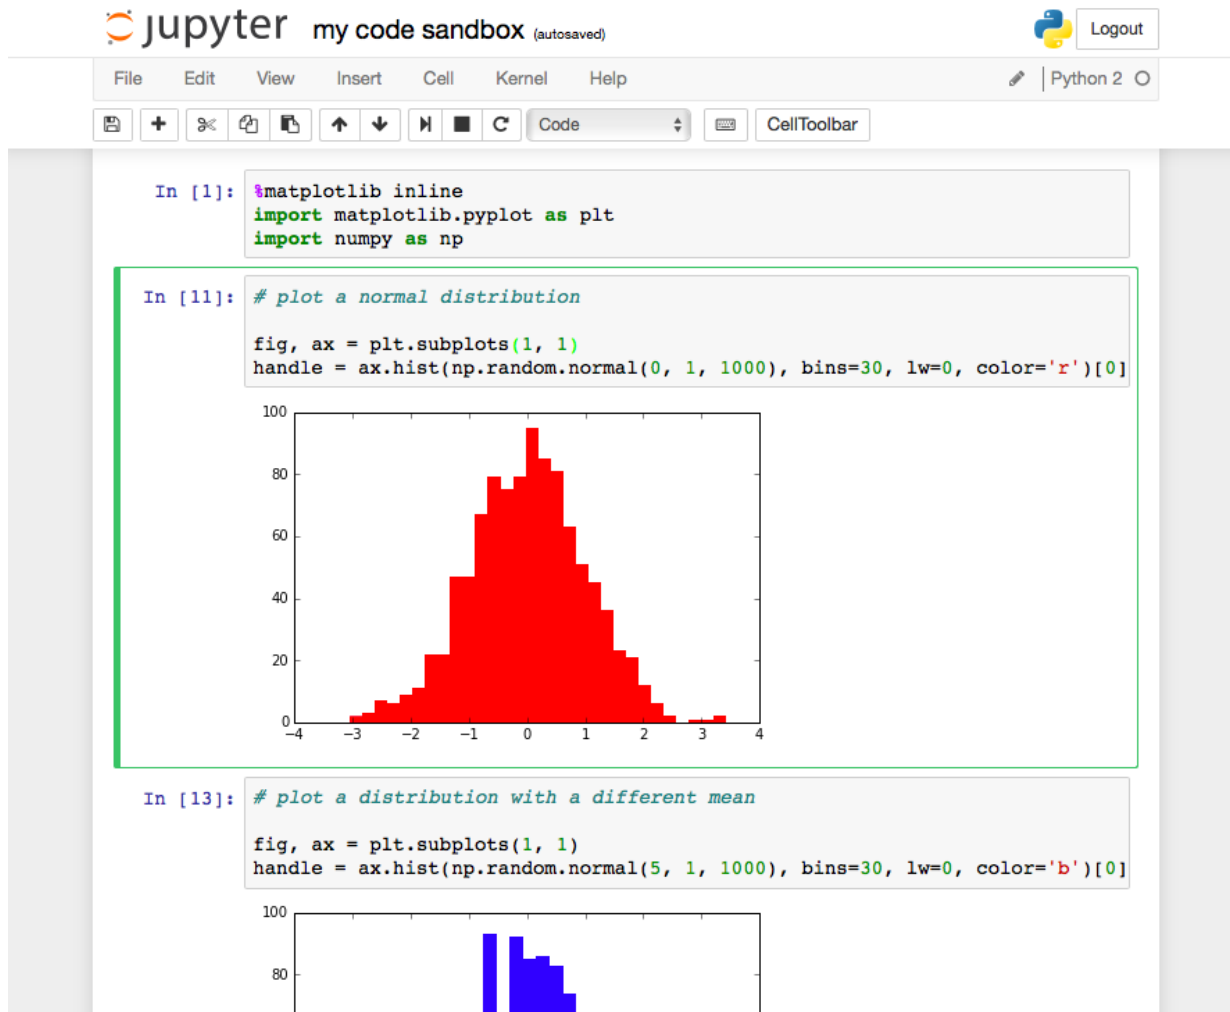 jupyter my code sandbox (autosaved) Logout
File Edit View Insert Cell Kernel Help Python 2
Code CellToolbar
In [1]: %matplotlib inline
import matplotlib.pyplot as plt
import numpy as np
In [11]: # plot a normal distribution
fig, ax = plt.subplots(1, 1)
handle = ax.hist(np.random.normal(0, 1, 1000), bins=30, lw=0, color='r')[0]
100
80
60
40
20
0
−4 −3 −2 −1 0 1 2 3 4
In [13]: # plot a distribution with a different mean
fig, ax = plt.subplots(1, 1)
handle = ax.hist(np.random.normal(5, 1, 1000), bins=30, lw=0, color='b')[0]
100
80